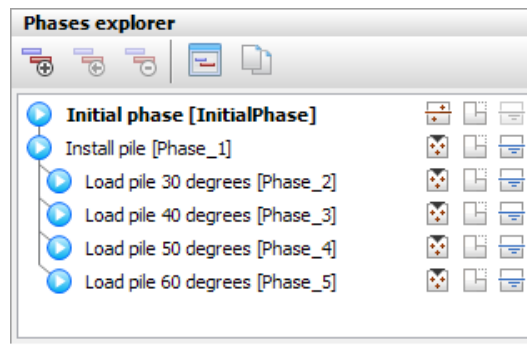 Phases explorer
Initial phase [InitialPhase]
Install pile [Phase_1]
Load pile 30 degrees [Phase_2]
Load pile 40 degrees [Phase_3]
Load pile 50 degrees [Phase_4]
Load pile 60 degrees [Phase_5]